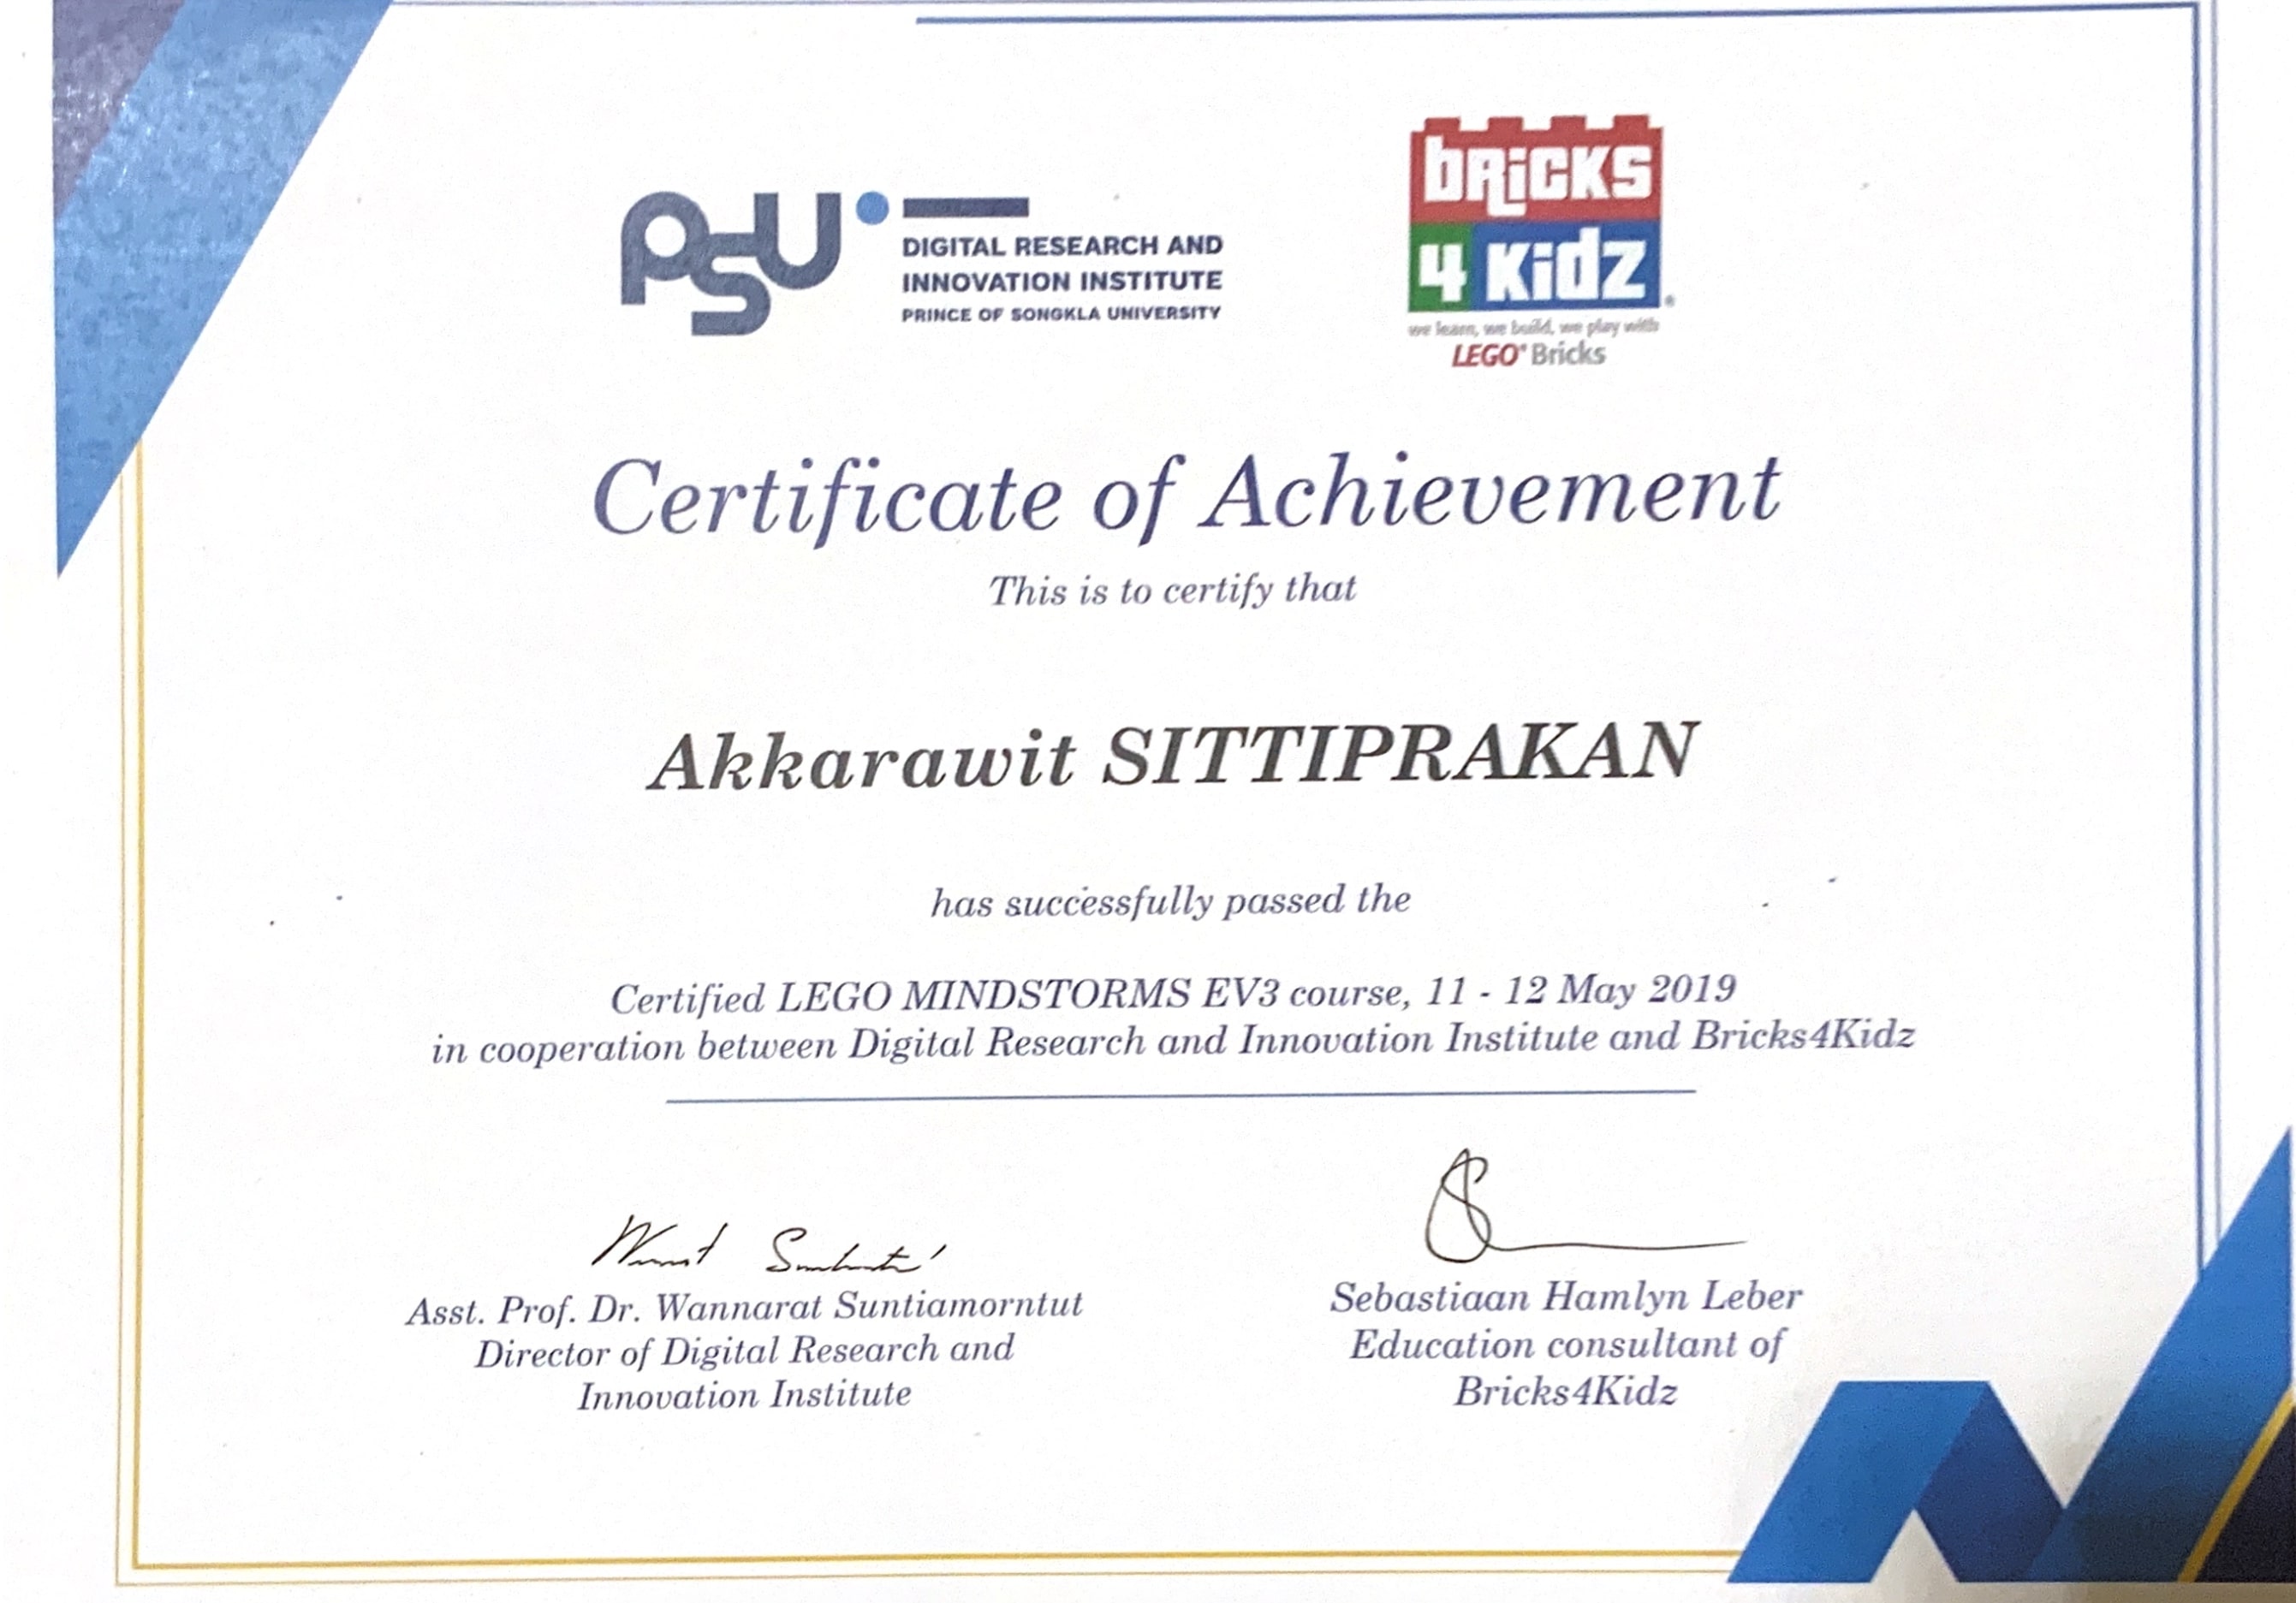 PSU
DIGITAL RESEARCH AND
INNOVATION INSTITUTE
PRINCE OF SONGKLA UNIVERSITY
bricks
4 Kidz®
we learn, we build, we play with
LEGO® Bricks
Certificate of Achievement
This is to certify that
Akkarawit SITTIPRAKAN
has successfully passed the
Certified LEGO MINDSTORMS EV3 course, 11 - 12 May 2019
in cooperation between Digital Research and Innovation Institute and Bricks4Kidz
Asst. Prof. Dr. Wannarat Suntiamorntut
Director of Digital Research and
Innovation Institute
Sebastiaan Hamlyn Leber
Education consultant of
Bricks4Kidz